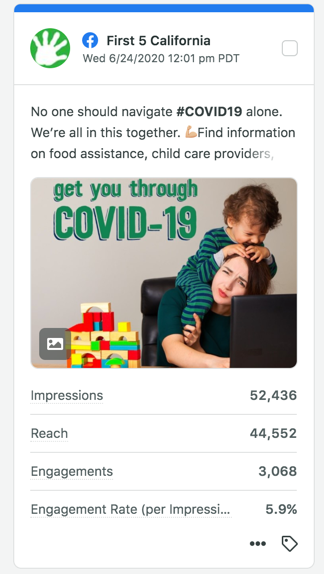 First 5 California
Wed 6/24/2020 12:01 pm PDT
No one should navigate #COVID19 alone.
We’re all in this together. 💪🏼Find information
on food assistance, child care providers,
get you through
COVID-19
Impressions 52,436
Reach 44,552
Engagements 3,068
Engagement Rate (per Impressi... 5.9%